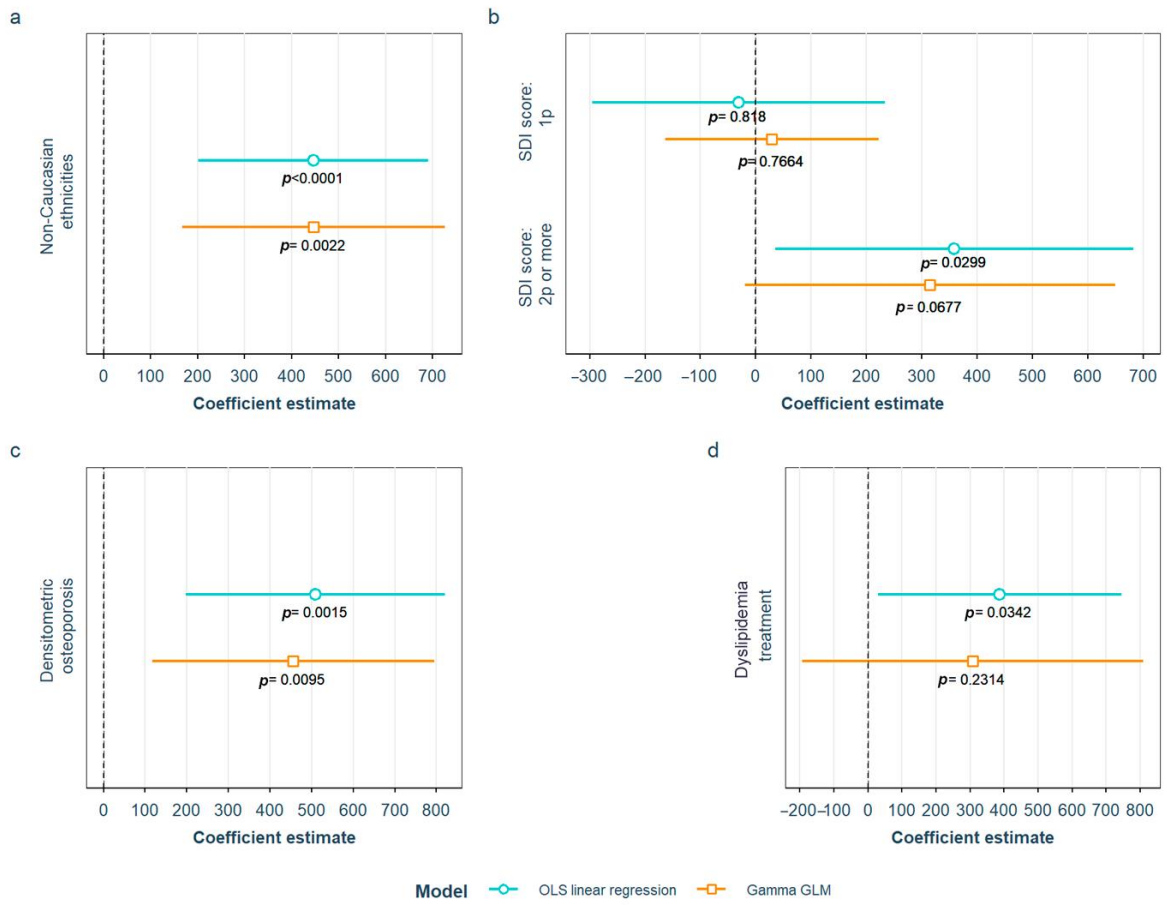 a
Non-Caucasian
ethnicities
p<0.0001
p= 0.0022
0 100 200 300 400 500 600 700
Coefficient estimate
b
SDI score:
1p
SDI score:
2p or more
p= 0.818
p= 0.7664
p= 0.0299
p= 0.0677
−300 −200 −100 0 100 200 300 400 500 600 700
Coefficient estimate
c
Densitometric
osteoporosis
p= 0.0015
p= 0.0095
0 100 200 300 400 500 600 700 800
Coefficient estimate
d
Dyslipidemia
treatment
p= 0.0342
p= 0.2314
−200−100 0 100 200 300 400 500 600 700 800
Coefficient estimate
Model OLS linear regression Gamma GLM